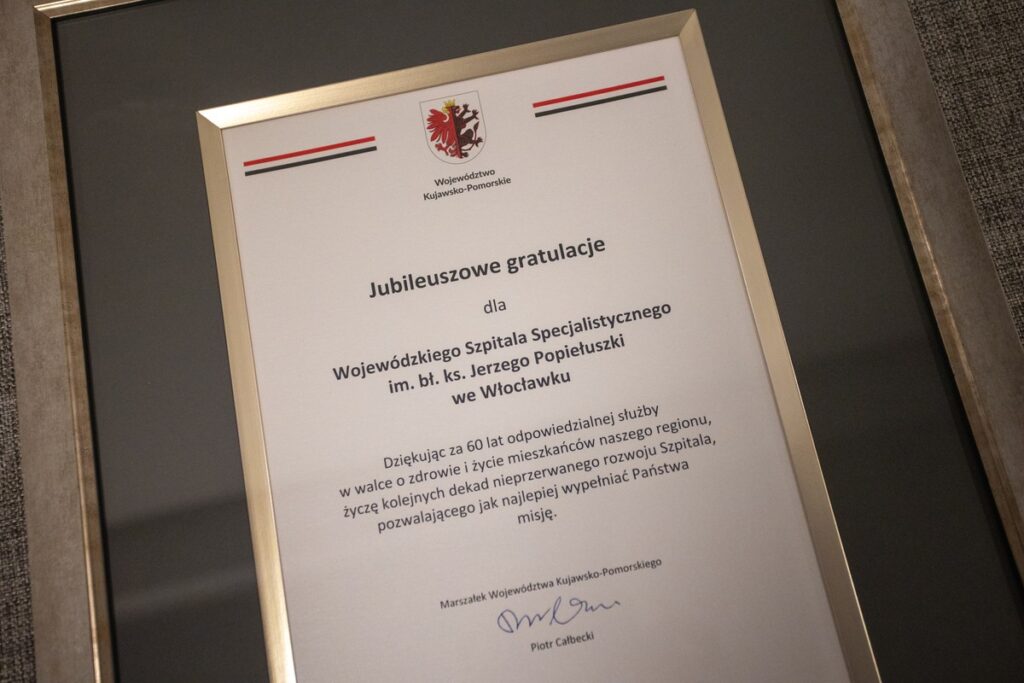 Województwo
Kujawsko-Pomorskie
Jubileuszowe gratulacje
dla
Wojewódzkiego Szpitala Specjalistycznego
im. bł. ks. Jerzego Popiełuszki
we Włocławku
Dziękując za 60 lat odpowiedzialnej służby
w walce o zdrowie i życie mieszkańców naszego regionu,
życzę kolejnych dekad nieprzerwanego rozwoju Szpitala,
pozwalającego jak najlepiej wypełniać Państwa
misję.
Marszałek Województwa Kujawsko-Pomorskiego
Piotr Całbecki